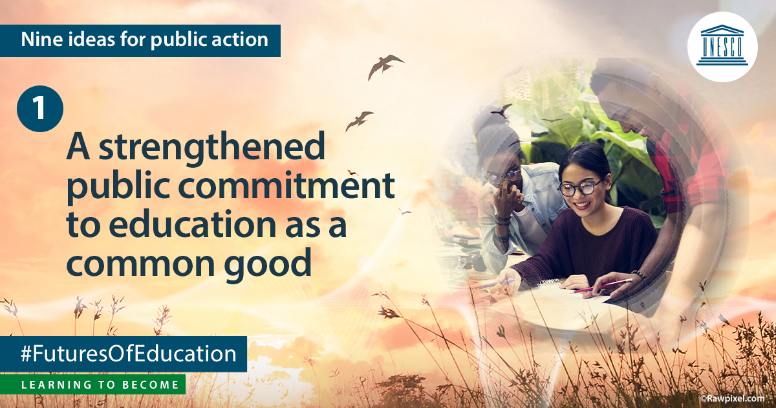 Nine ideas for public action
UNESCO
1
A strengthened
public commitment
to education as a
common good
#FuturesOfEducation
LEARNING TO BECOME
©Rawpixel.com